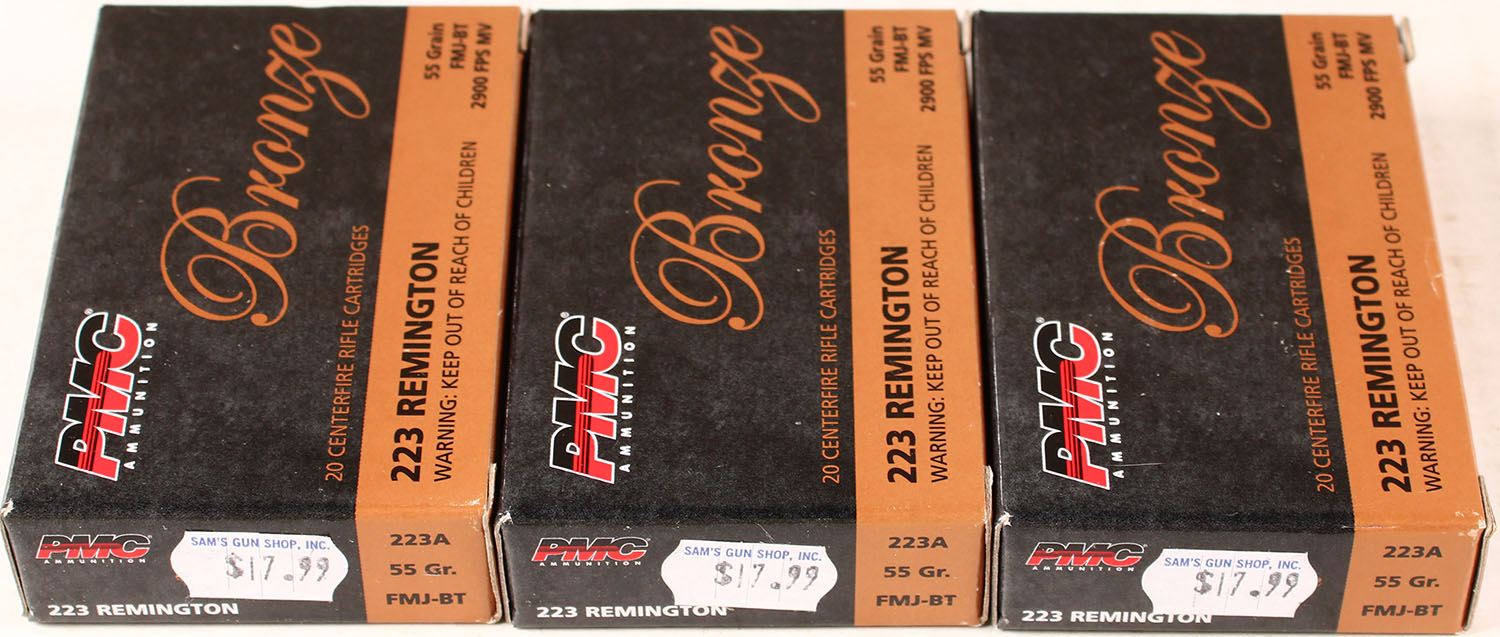 PMC®
AMMUNITION
Bronze
20 CENTERFIRE RIFLE CARTRIDGES
223 REMINGTON
WARNING: KEEP OUT OF REACH OF CHILDREN
55 Grain
FMJ-BT
2900 FPS MV
PMC
AMMUNITION
SAM'S GUN SHOP, INC.
$17.99
223 REMINGTON
223A
55 Gr.
FMJ-BT
PMC®
AMMUNITION
Bronze
20 CENTERFIRE RIFLE CARTRIDGES
223 REMINGTON
WARNING: KEEP OUT OF REACH OF CHILDREN
55 Grain
FMJ-BT
2900 FPS MV
PMC
AMMUNITION
SAM'S GUN SHOP, INC.
$17.99
223 REMINGTON
223A
55 Gr.
FMJ-BT
PMC®
AMMUNITION
Bronze
20 CENTERFIRE RIFLE CARTRIDGES
223 REMINGTON
WARNING: KEEP OUT OF REACH OF CHILDREN
55 Grain
FMJ-BT
2900 FPS MV
PMC
AMMUNITION
SAM'S GUN SHOP, INC.
$17.99
223 REMINGTON
223A
55 Gr.
FMJ-BT